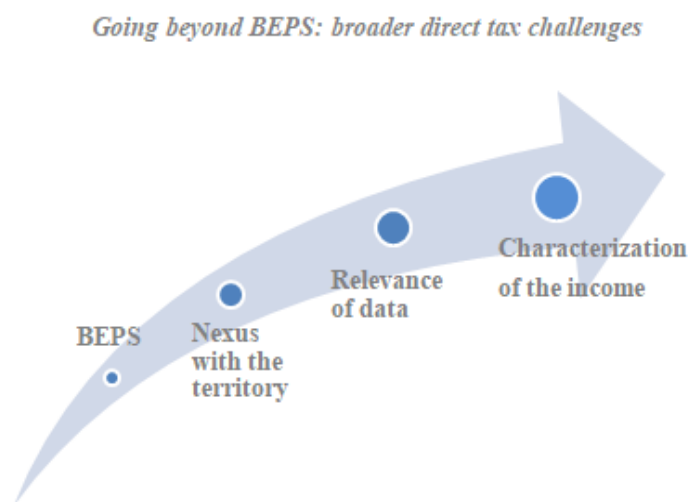 Going beyond BEPS: broader direct tax challenges
BEPS
Nexus
with the
territory
Relevance
of data
Characterization
of the income